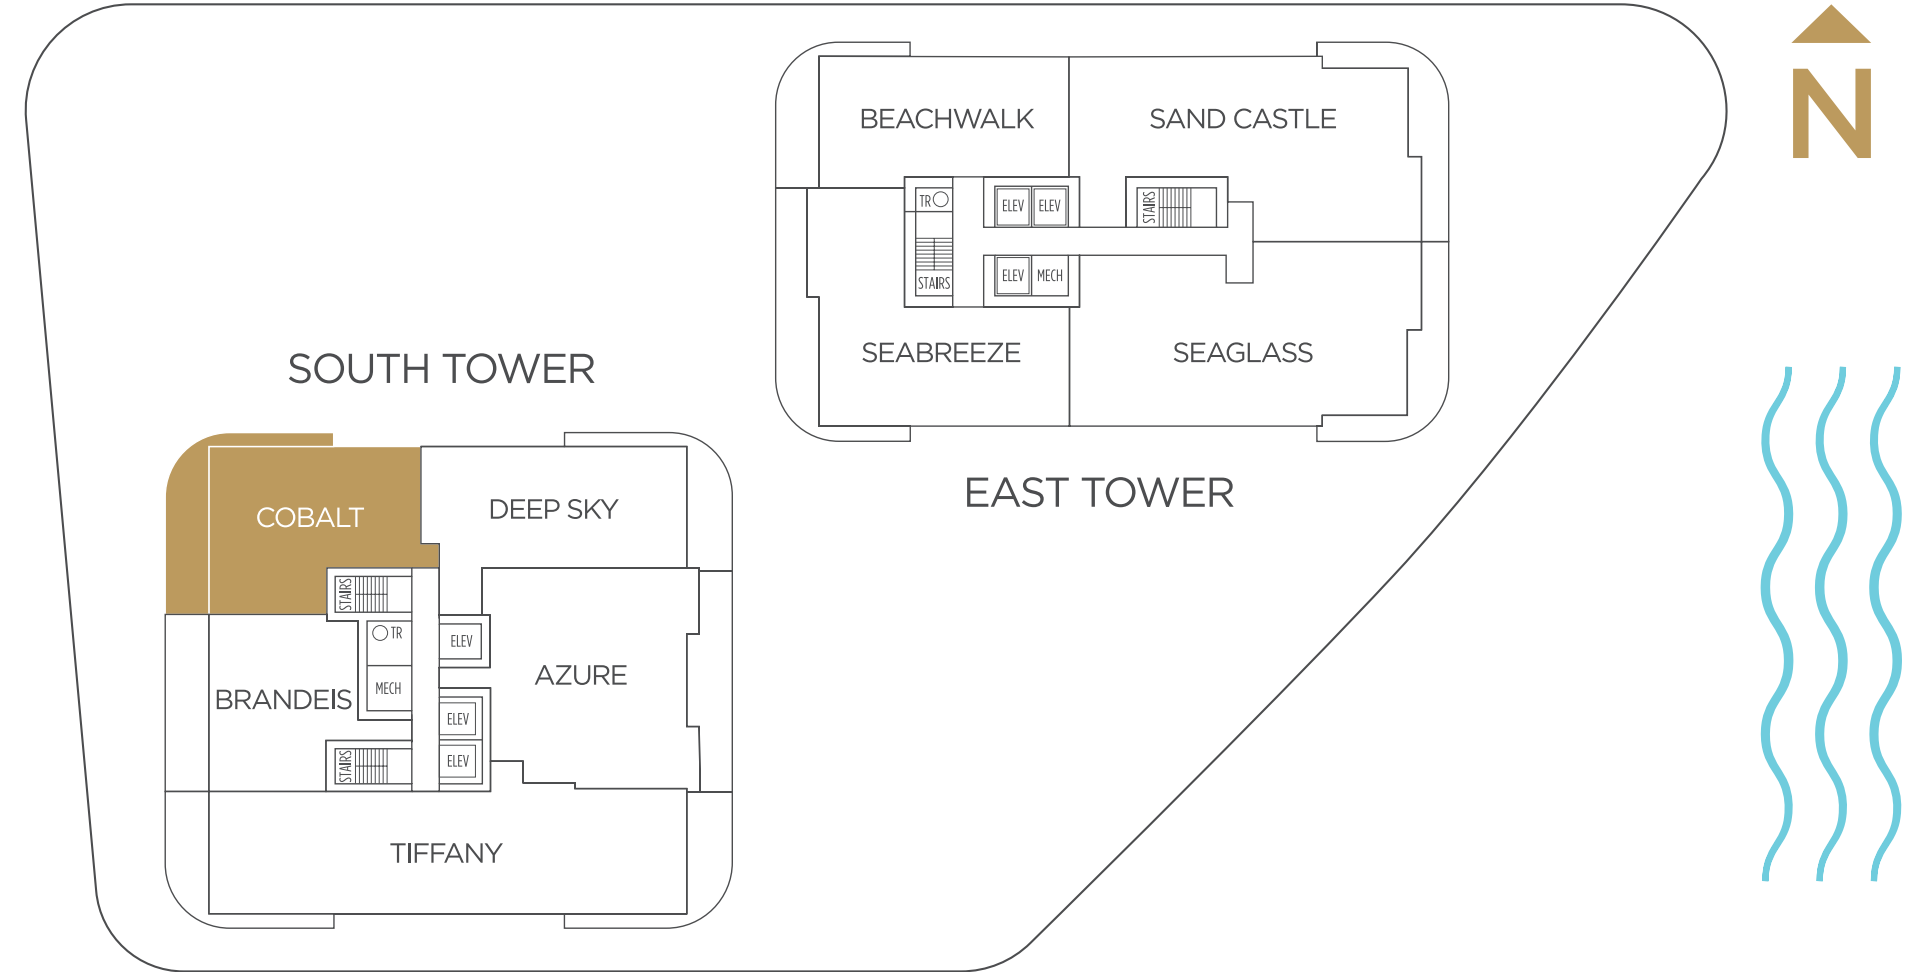 N
BEACHWALK
SAND CASTLE
TR
ELEV
ELEV
STAIRS
STAIRS
ELEV
MECH
SEABREEZE
SEAGLASS
EAST TOWER
SOUTH TOWER
COBALT
DEEP SKY
STAIRS
TR
ELEV
BRANDEIS
MECH
AZURE
ELEV
STAIRS
ELEV
TIFFANY